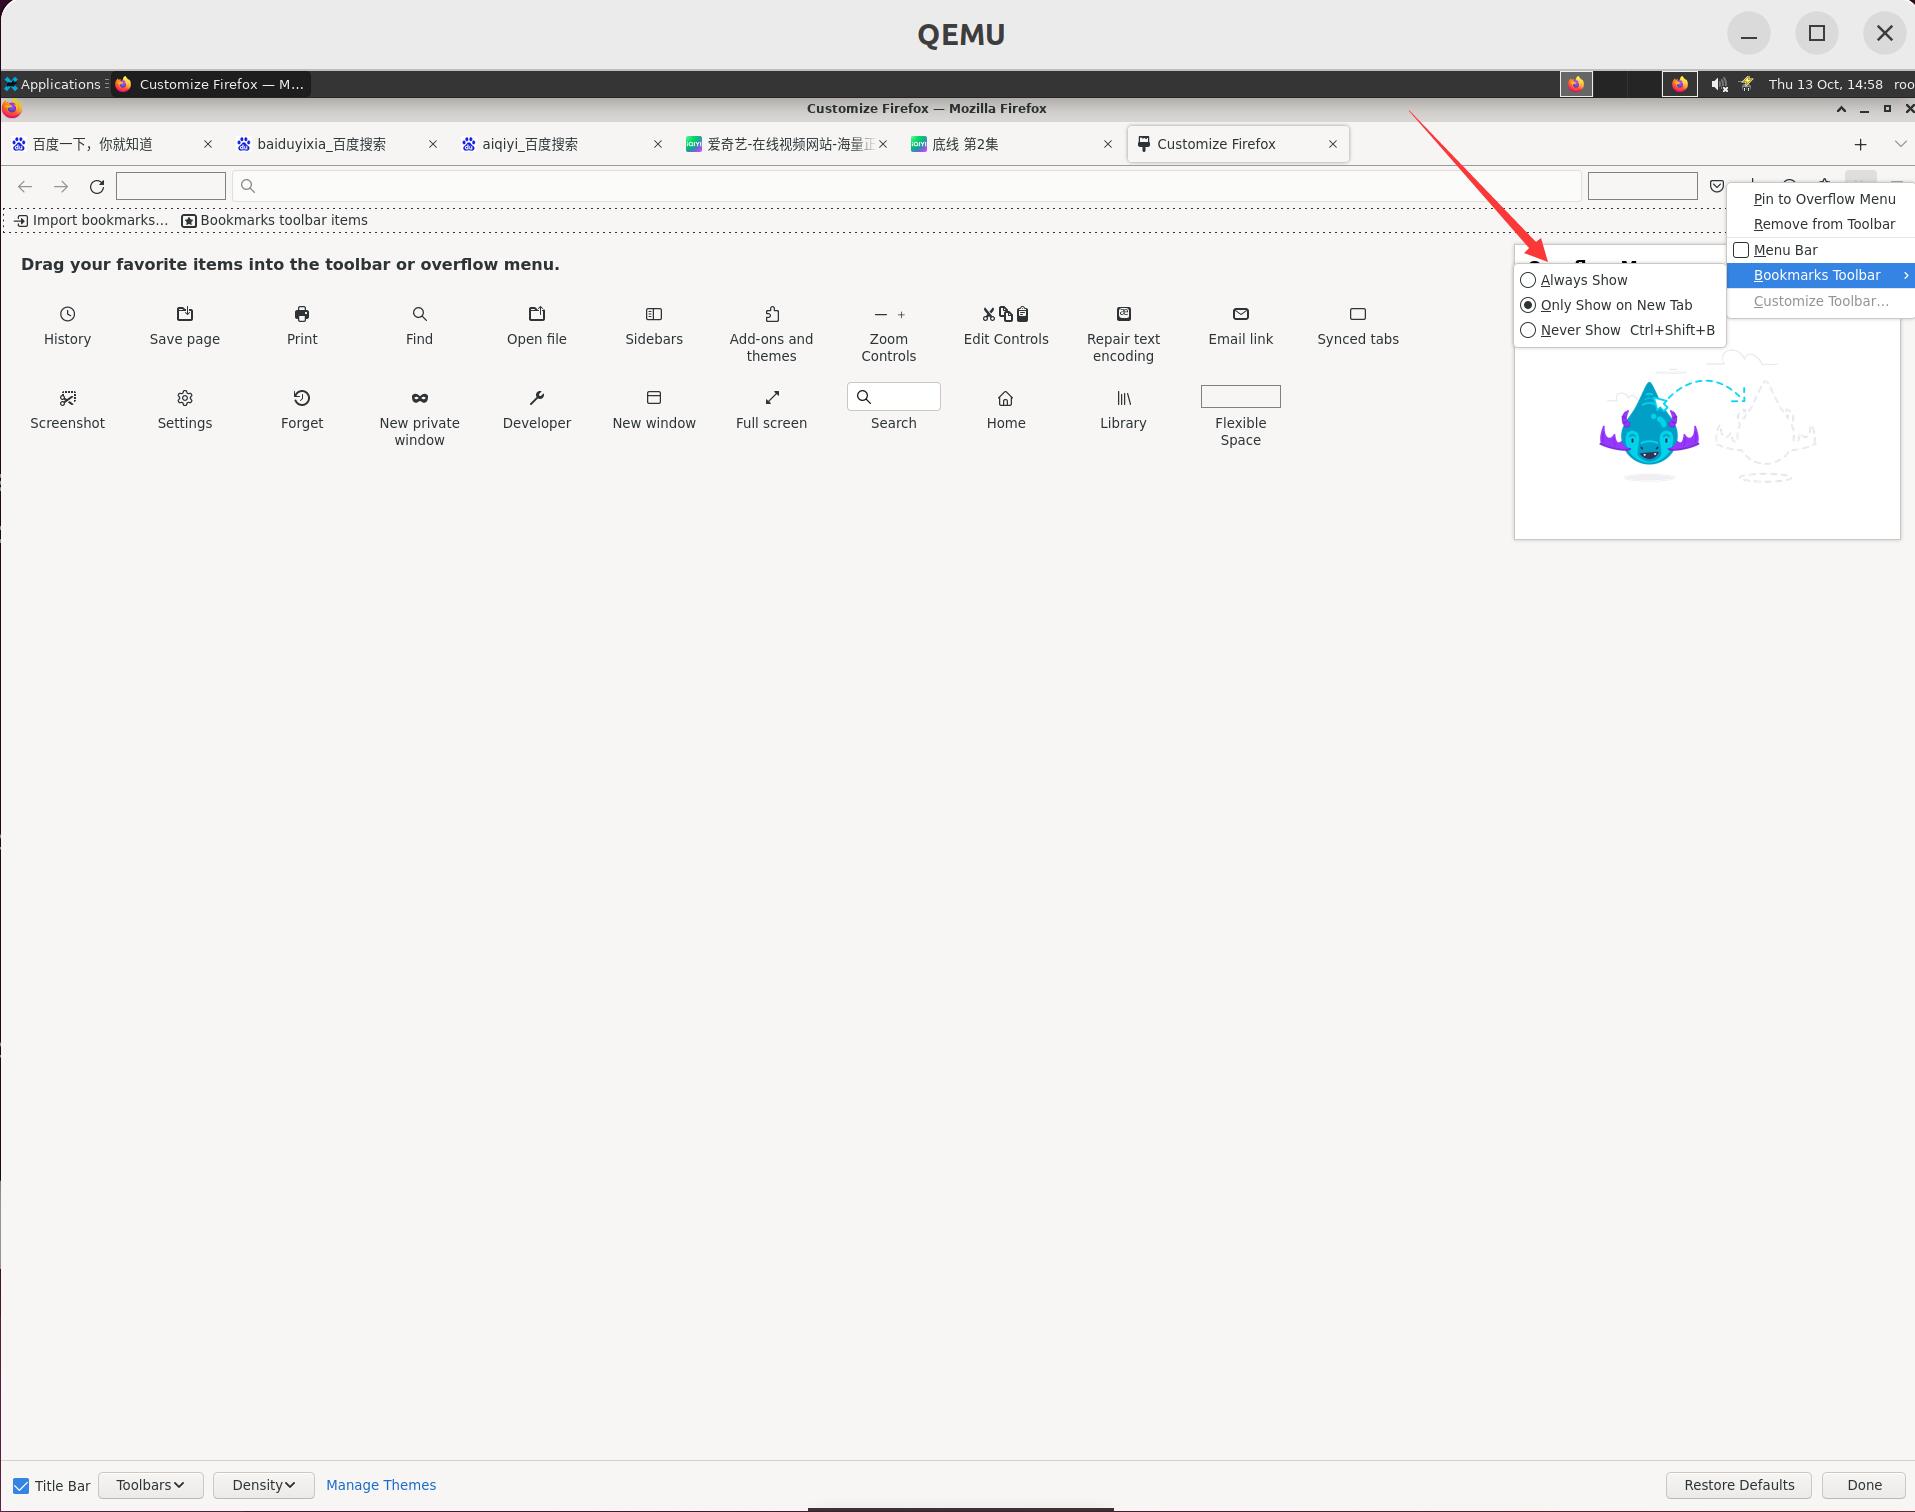 QEMU
Applications
Customize Firefox — M...
Thu 13 Oct, 14:58
roo
Customize Firefox — Mozilla Firefox
百度一下，你就知道
baiduyixia_百度搜索
aiqiyi_百度搜索
爱奇艺-在线视频网站-海量正
底线 第2集
Customize Firefox
Import bookmarks...
Bookmarks toolbar items
Pin to Overflow Menu
Remove from Toolbar
Menu Bar
Bookmarks Toolbar
Customize Toolbar...
Always Show
Only Show on New Tab
Never Show Ctrl+Shift+B
Drag your favorite items into the toolbar or overflow menu.
History
Save page
Print
Find
Open file
Sidebars
Add-ons and
themes
Zoom
Controls
Edit Controls
Repair text
encoding
Email link
Synced tabs
Screenshot
Settings
Forget
New private
window
Developer
New window
Full screen
Search
Home
Library
Flexible
Space
Title Bar
Toolbars
Density
Manage Themes
Restore Defaults
Done